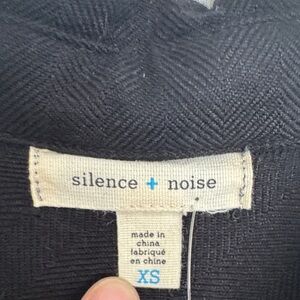 silence + noise
made in
china
fabriqué
en chine
XS